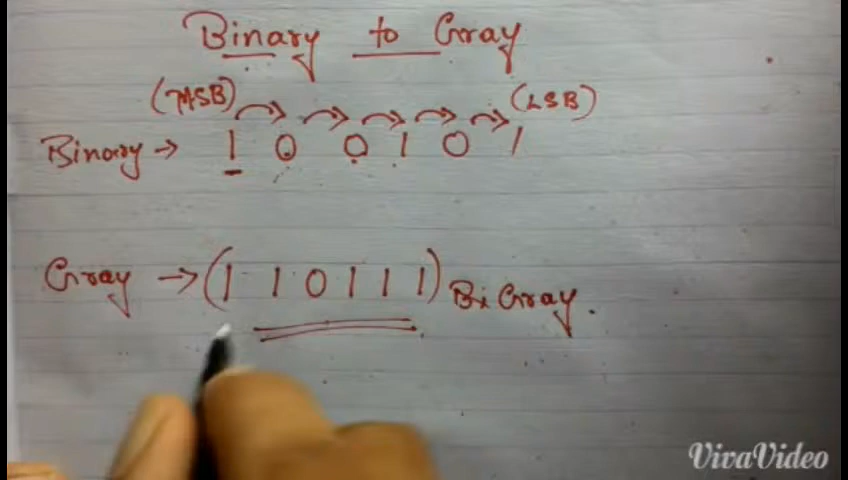 Binary to Gray
(MSB) (LSB)
Binary → 1 0 0 1 0 1
Gray → (1 1 0 1 1 1) Bi Gray.
VivaVideo